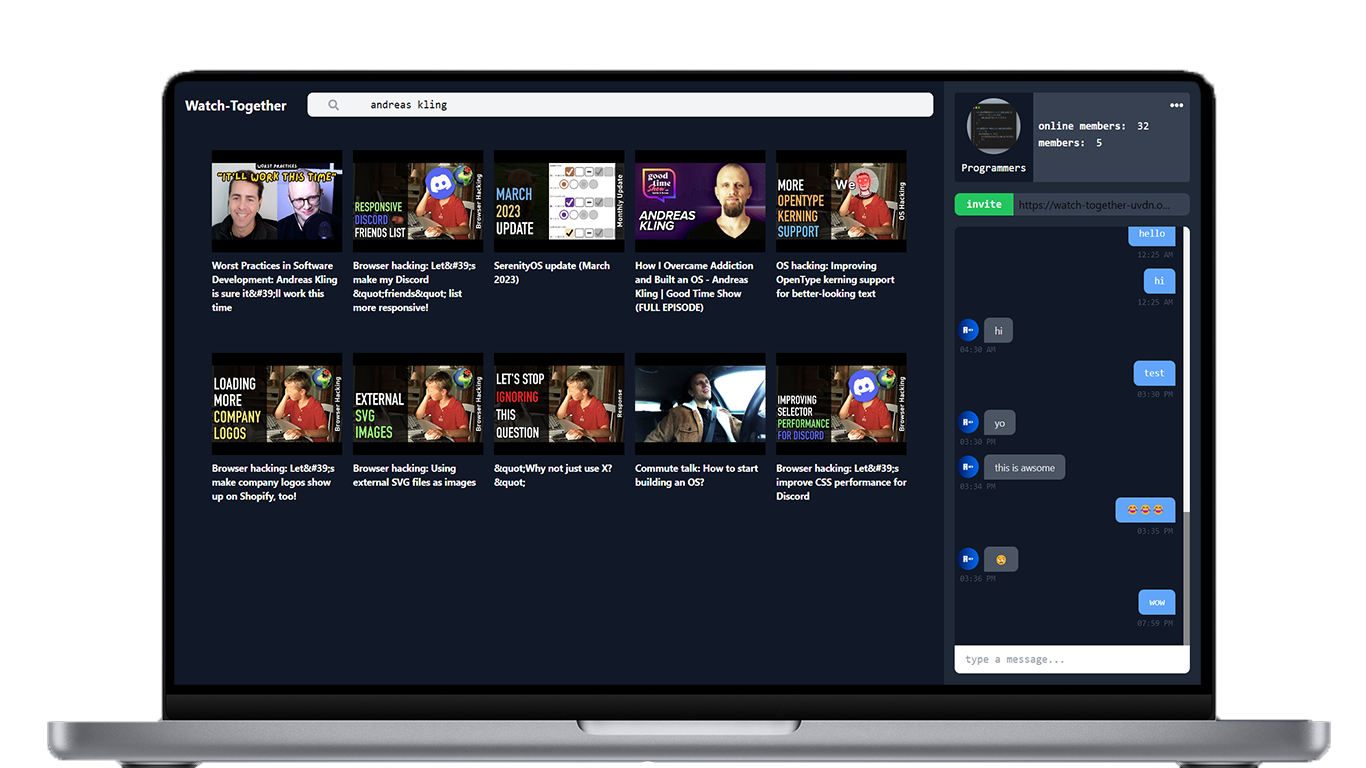 Watch-Together
andreas kling
WORST PRACTICES
"IT'LL WORK THIS TIME"
Worst Practices in Software
Development: Andreas Kling
is sure it&#39;ll work this
time
RESPONSIVE
DISCORD
FRIENDS LIST
Browser Hacking
Browser hacking: Let&#39;s
make my Discord
&quot;friends&quot; list
more responsive!
MARCH
2023
UPDATE
Monthly Update
SerenityOS update (March
2023)
good
time
Show
ANDREAS
KLING
How I Overcame Addiction
and Built an OS - Andreas
Kling | Good Time Show
(FULL EPISODE)
MORE
OPENTYPE
KERNING
SUPPORT
We
OS Hacking
OS hacking: Improving
OpenType kerning support
for better-looking text
LOADING
MORE
COMPANY
LOGOS
Browser Hacking
Browser hacking: Let&#39;s
make company logos show
up on Shopify, too!
EXTERNAL
SVG
IMAGES
Browser Hacking
Browser hacking: Using
external SVG files as images
LET'S STOP
IGNORING
THIS
QUESTION
Response
&quot;Why not just use X?
&quot;
Commute talk: How to start
building an OS?
IMPROVING
SELECTOR
PERFORMANCE
FOR DISCORD
Browser Hacking
Browser hacking: Let&#39;s
improve CSS performance for
Discord
Programmers
online members: 32
members: 5
invite
https://watch-together-uvdn.o...
hello
12:25 AM
hi
12:25 AM
hi
04:30 AM
test
03:30 PM
yo
03:30 PM
this is awsome
03:34 PM
03:35 PM
03:36 PM
wow
07:59 PM
type a message...